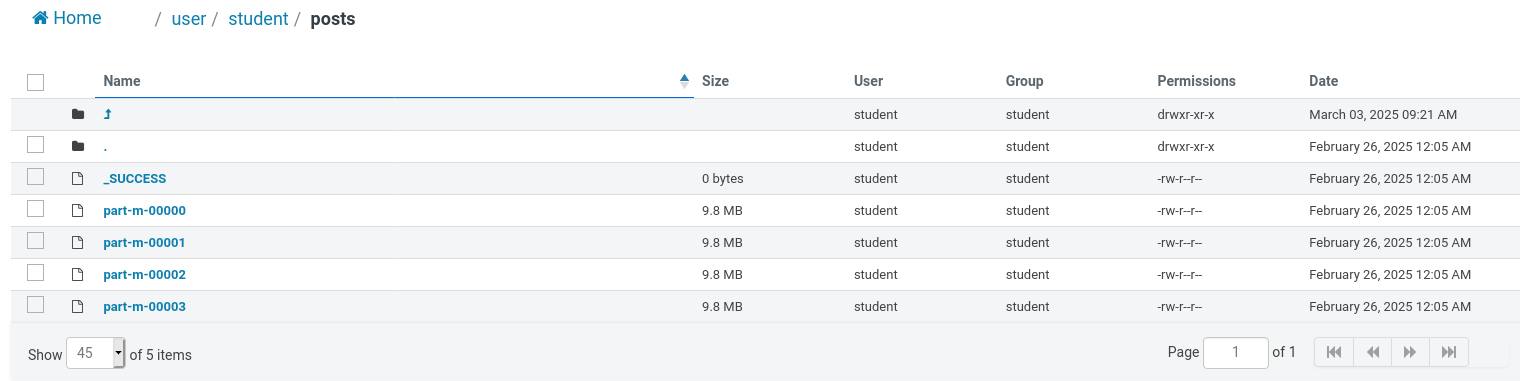 Home / user / student / posts
Name Size User Group Permissions Date
student student drwxr-xr-x March 03, 2025 09:21 AM
. student student drwxr-xr-x February 26, 2025 12:05 AM
_SUCCESS 0 bytes student student -rw-r--r-- February 26, 2025 12:05 AM
part-m-00000 9.8 MB student student -rw-r--r-- February 26, 2025 12:05 AM
part-m-00001 9.8 MB student student -rw-r--r-- February 26, 2025 12:05 AM
part-m-00002 9.8 MB student student -rw-r--r-- February 26, 2025 12:05 AM
part-m-00003 9.8 MB student student -rw-r--r-- February 26, 2025 12:05 AM
Show 45 of 5 items Page 1 of 1